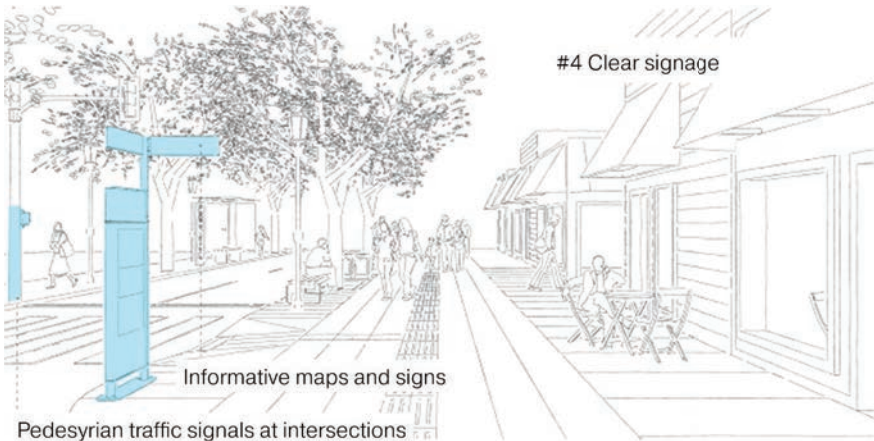 #4 Clear signage
Informative maps and signs
Pedesyrian traffic signals at intersections